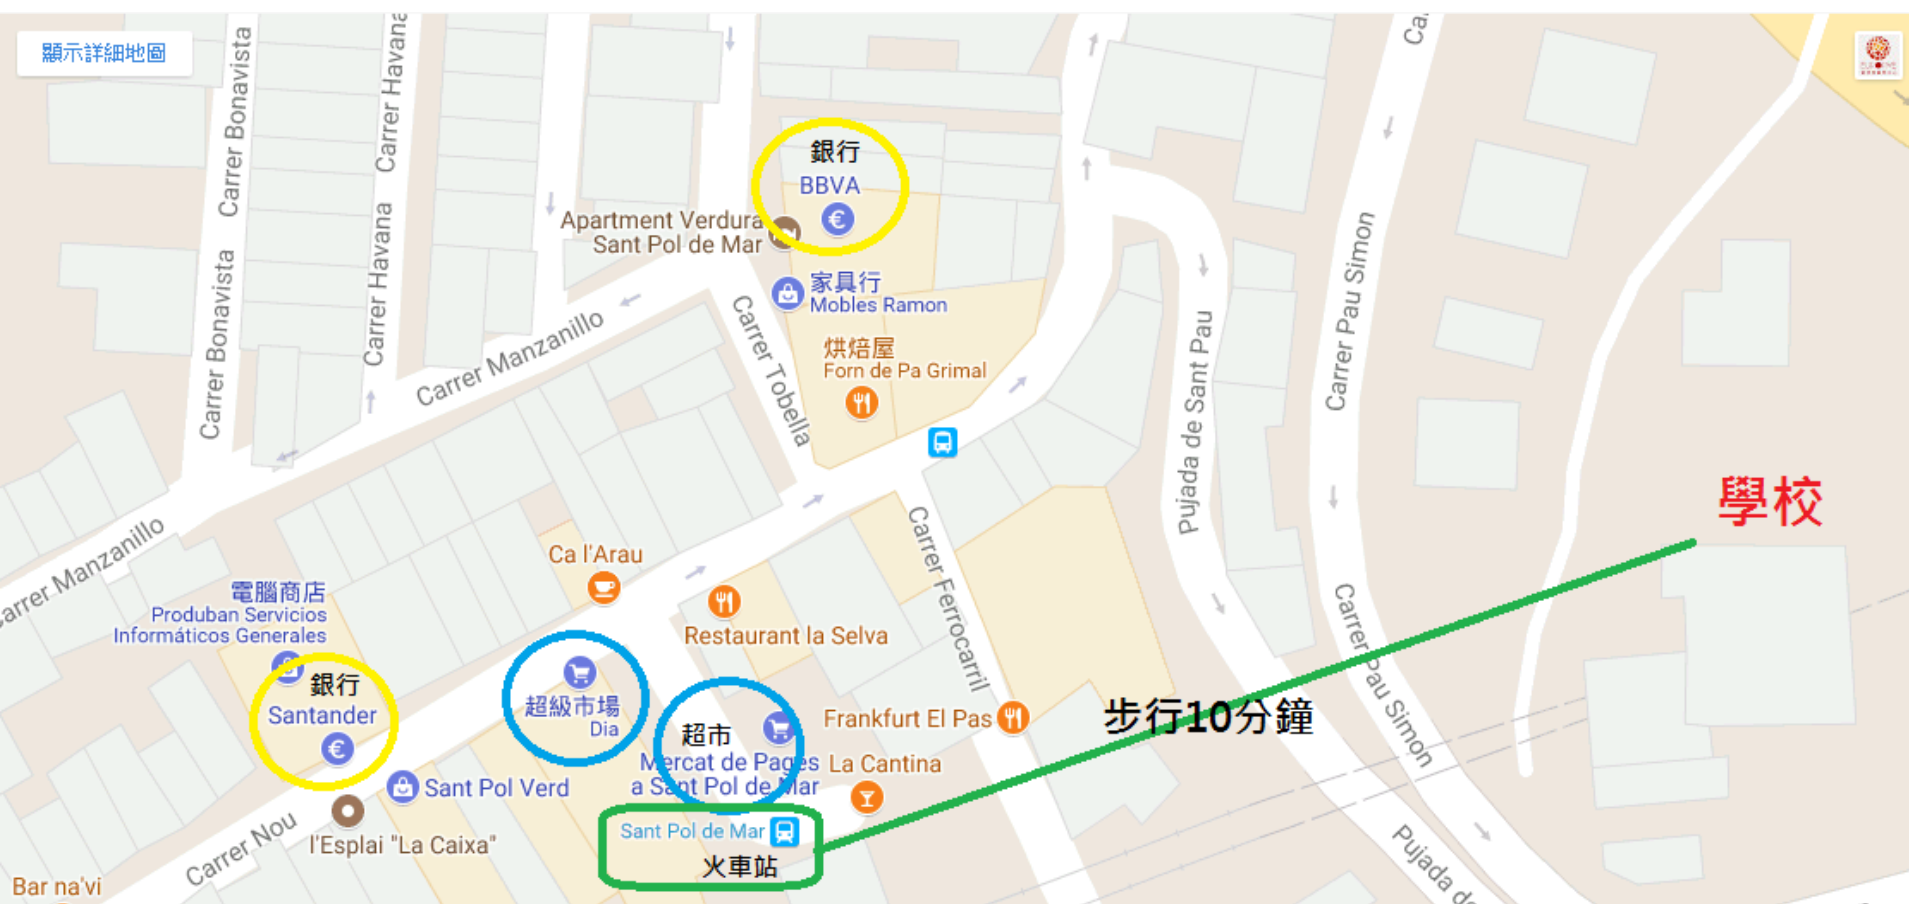 顯示詳細地圖
Carrer Bonavista
Carrer Havana
Carrer Havana
Carrer Bonavista
Carrer Manzanillo
Carrer Manzanillo
銀行
BBVA
Apartment Verdura
Sant Pol de Mar
家具行
Mobles Ramon
烘焙屋
Forn de Pa Grimal
Carrer Tobella
Pujada de Sant Pau
Carrer Pau Simon
學校
Ca l'Arau
電腦商店
Produban Servicios
Informáticos Generales
銀行
Santander
Restaurant la Selva
Carrer Ferrocarril
超級市場
Dia
超市
Mercat de Pagès
a Sant Pol de Mar
Frankfurt El Pas
La Cantina
步行10分鐘
Carrer Pau Simon
Sant Pol Verd
l'Esplai "La Caixa"
Carrer Nou
Bar na'vi
Sant Pol de Mar
火車站
Pujada de